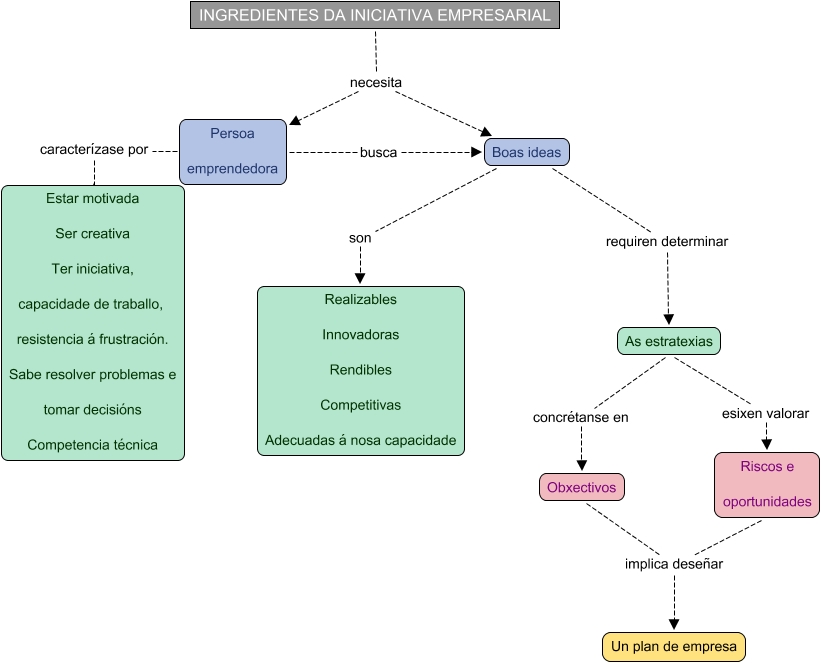 INGREDIENTES DA INICIATIVA EMPRESARIAL
necesita
Persoa
emprendedora
caracterízase por
busca
Boas ideas
Estar motivada
Ser creativa
Ter iniciativa,
capacidade de traballo,
resistencia á frustración.
Sabe resolver problemas e
tomar decisións
Competencia técnica
son
Realizables
Innovadoras
Rendibles
Competitivas
Adecuadas á nosa capacidade
requiren determinar
As estratexias
concrétanse en
esixen valorar
Obxectivos
Riscos e
oportunidades
implica deseñar
Un plan de empresa